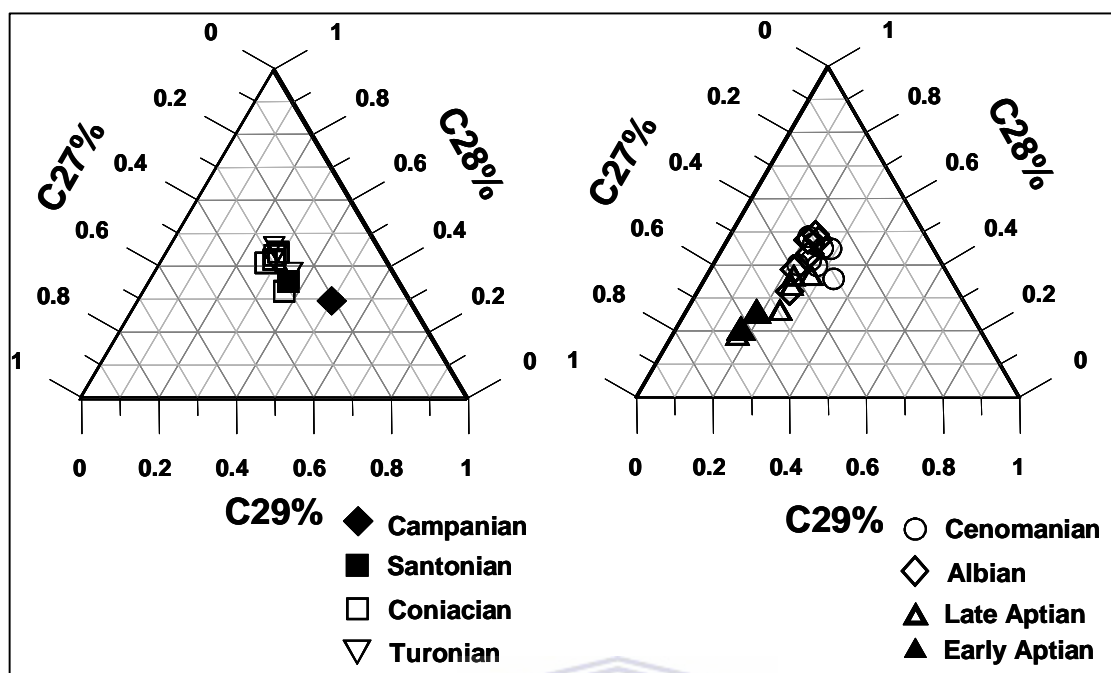 0 1
0.2 0.8
C27% C28%
0.4 0.6
0.6 0.4
0.8 0.2
1 0
0 0.2 0.4 0.6 0.8 1
C29%
Campanian
Santonian
Coniacian
Turonian
0 1
0.2 0.8
C27% C28%
0.4 0.6
0.6 0.4
0.8 0.2
1 0
0 0.2 0.4 0.6 0.8 1
C29%
Cenomanian
Albian
Late Aptian
Early Aptian